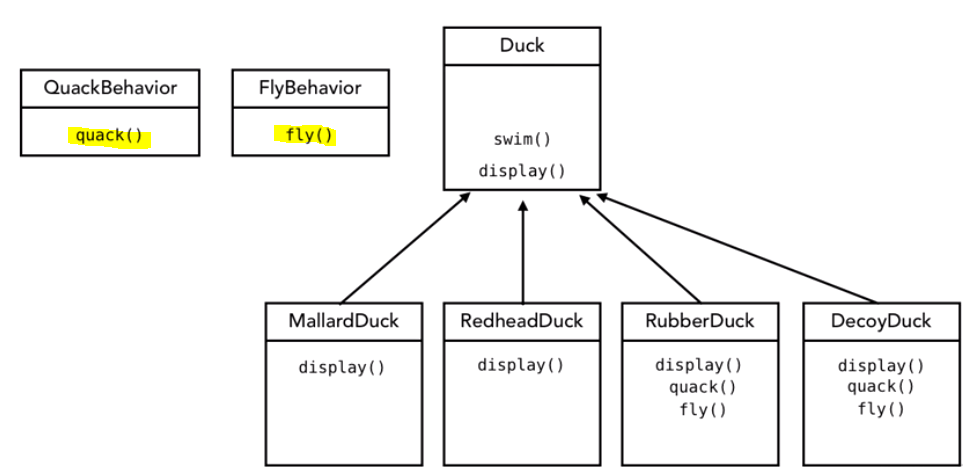 QuackBehavior
quack()
FlyBehavior
fly()
Duck
swim()
display()
MallardDuck
display()
RedheadDuck
display()
RubberDuck
display()
quack()
fly()
DecoyDuck
display()
quack()
fly()